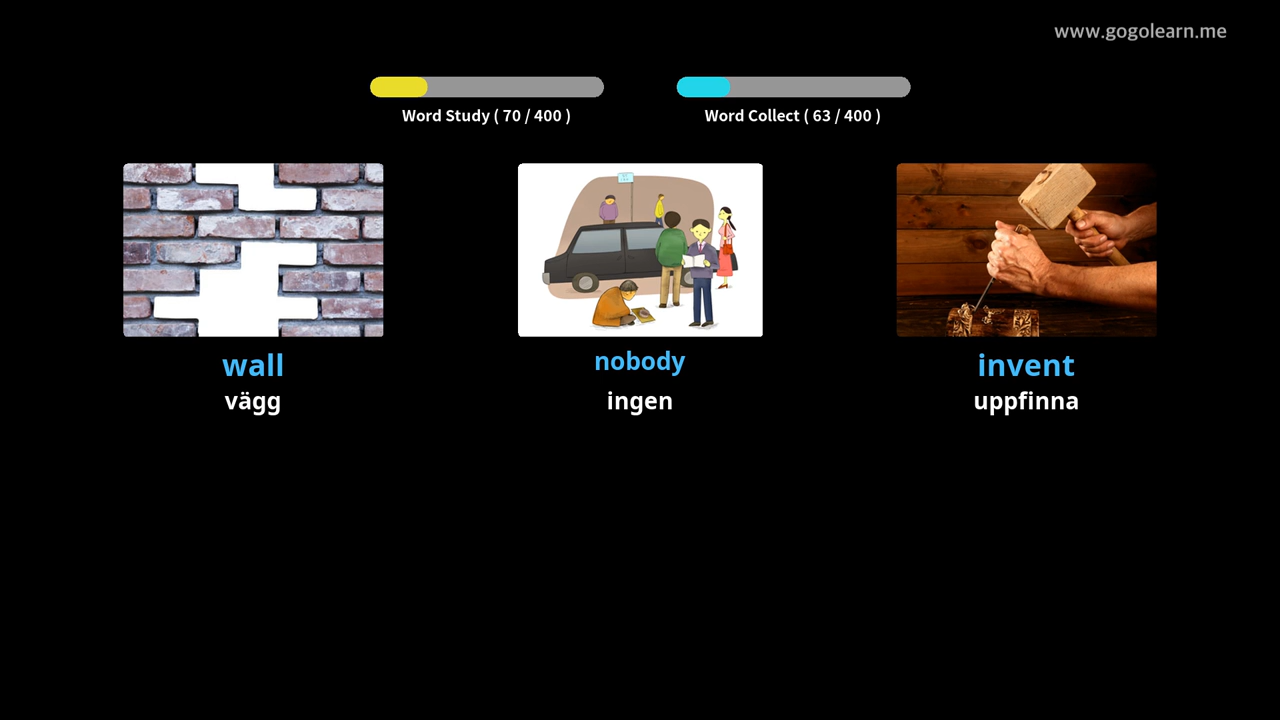 www.gogolearn.me
Word Study ( 70 / 400 )
Word Collect ( 63 / 400 )
wall
vägg
nobody
ingen
invent
uppfinna